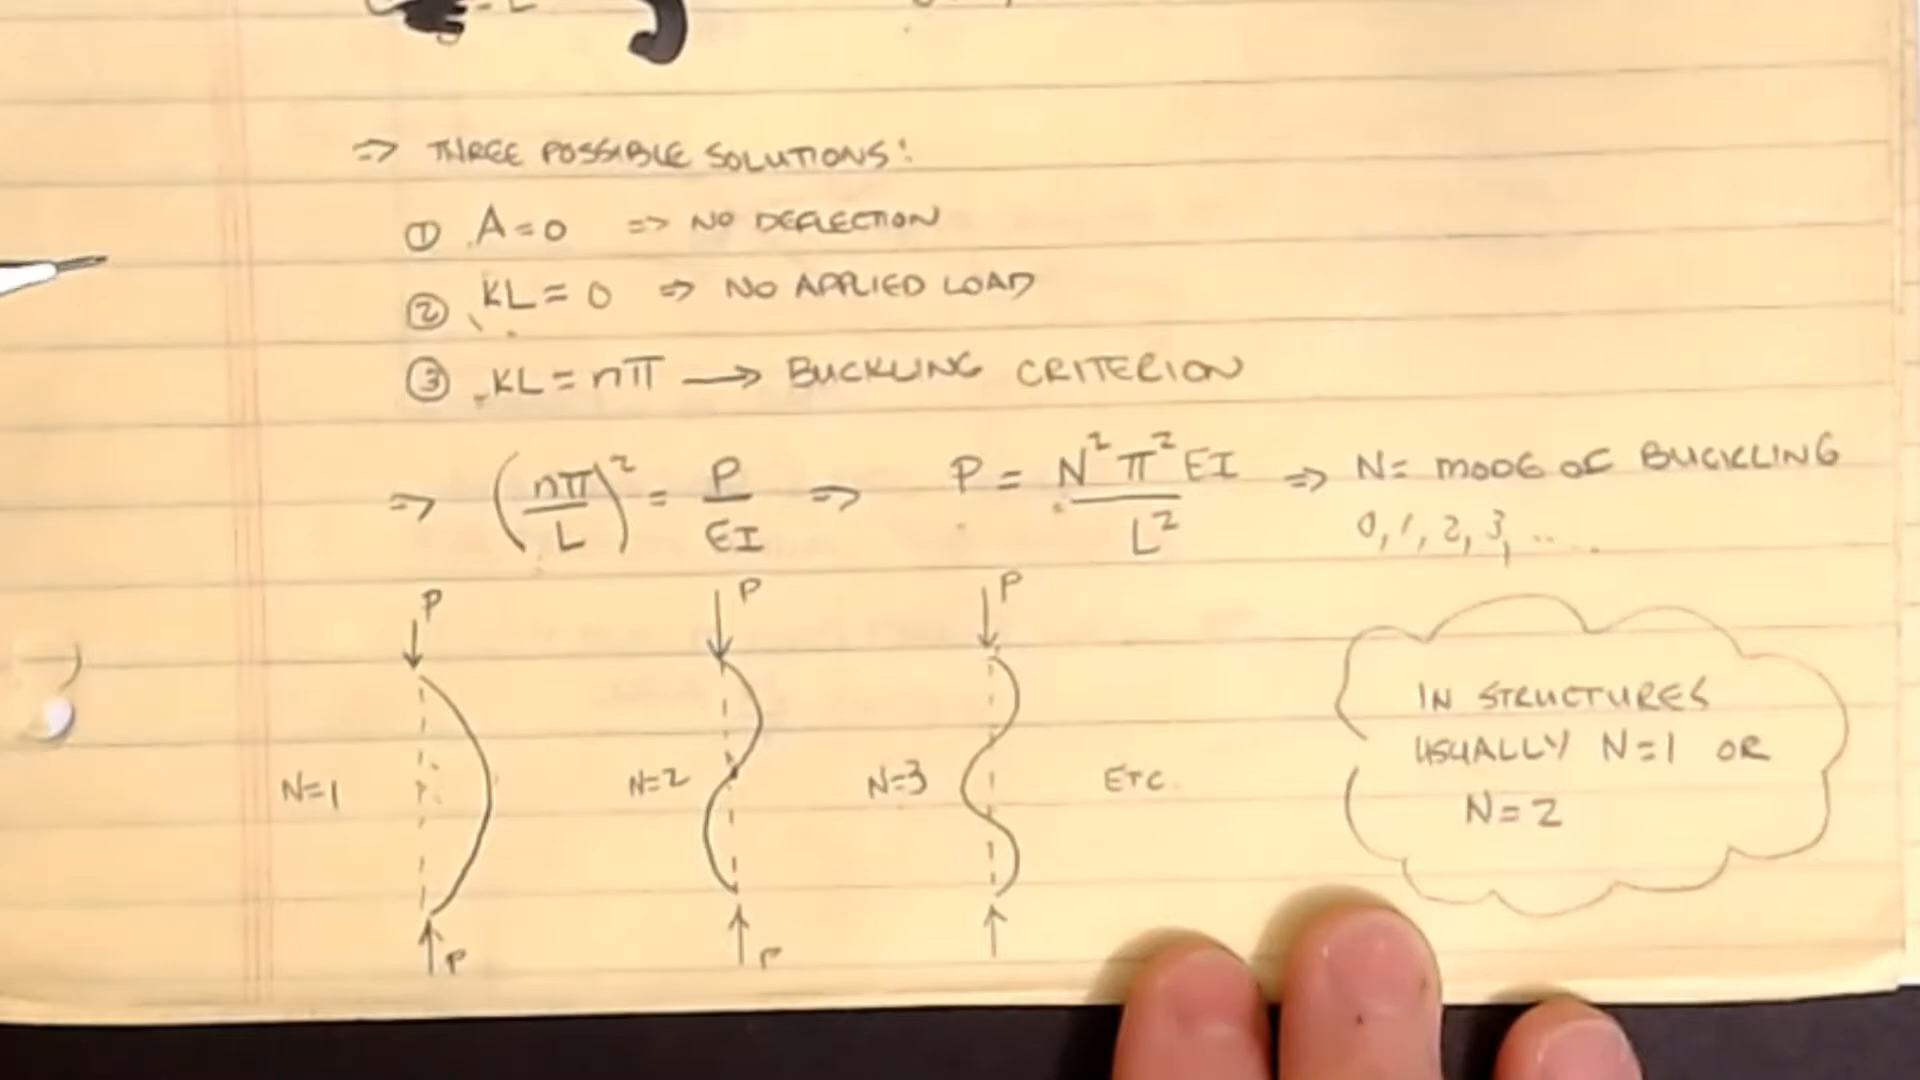 => THREE POSSIBLE SOLUTIONS:
① A=0 => NO DEFLECTION
② KL=0 => NO APPLIED LOAD
③ KL=nπ → BUCKLING CRITERION
=> (nπ/L)² = P/EI => P = N²π²EI/L² => N= MODE OF BUCKLING
0,1,2,3, ....
P P P
IN STRUCTURES
USUALLY N=1 OR
N=2
N=1 N=2 N=3 ETC.
P P